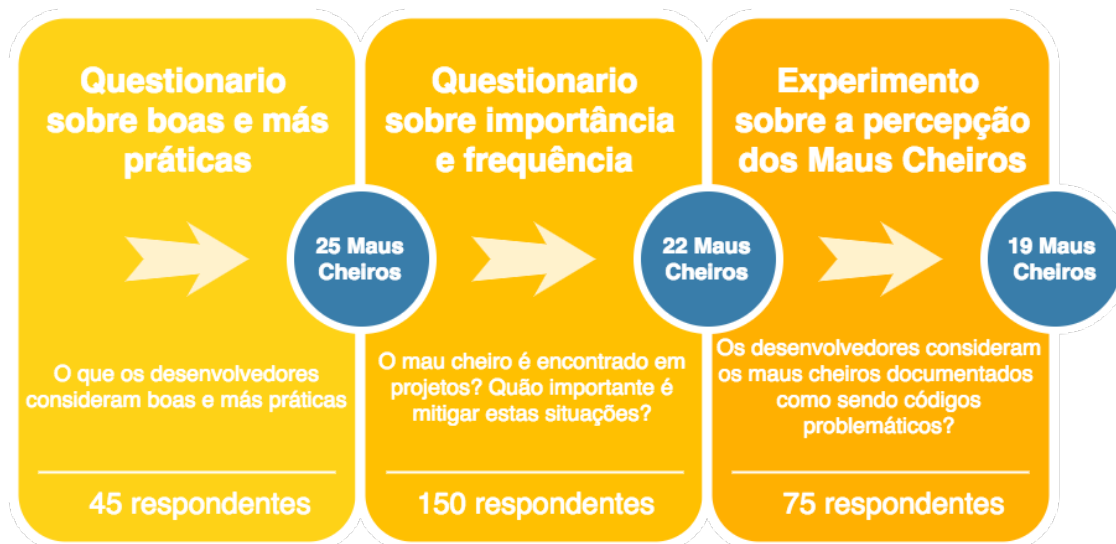 Questionario
sobre boas e más
práticas
25 Maus
Cheiros
O que os desenvolvedores
consideram boas e más práticas
45 respondentes
Questionario
sobre importância
e frequência
22 Maus
Cheiros
O mau cheiro é encontrado em
projetos? Quão importante é
mitigar estas situações?
150 respondentes
Experimento
sobre a percepção
dos Maus Cheiros
19 Maus
Cheiros
Os desenvolvedores consideram
os maus cheiros documentados
como sendo códigos
problemáticos?
75 respondentes